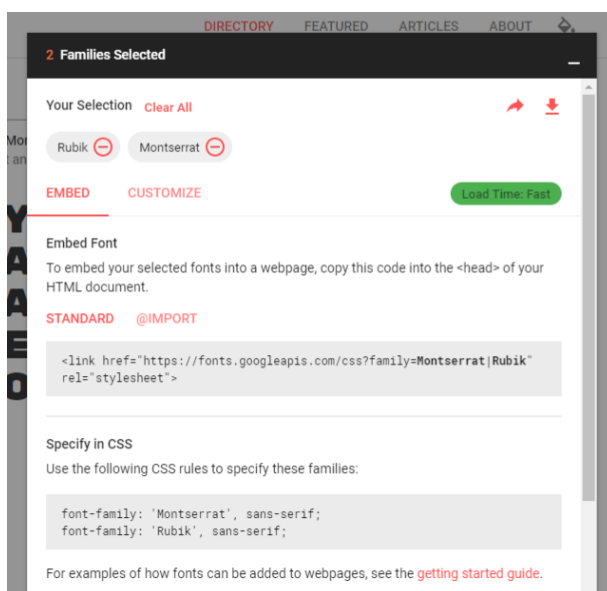 DIRECTORY FEATURED ARTICLES ABOUT
2 Families Selected
Your Selection Clear All
Rubik Montserrat
EMBED CUSTOMIZE Load Time: Fast
Embed Font
To embed your selected fonts into a webpage, copy this code into the <head> of your
HTML document.
STANDARD @IMPORT
<link href="https://fonts.googleapis.com/css?family=Montserrat|Rubik"
rel="stylesheet">
Specify in CSS
Use the following CSS rules to specify these families:
font-family: 'Montserrat', sans-serif;
font-family: 'Rubik', sans-serif;
For examples of how fonts can be added to webpages, see the getting started guide.